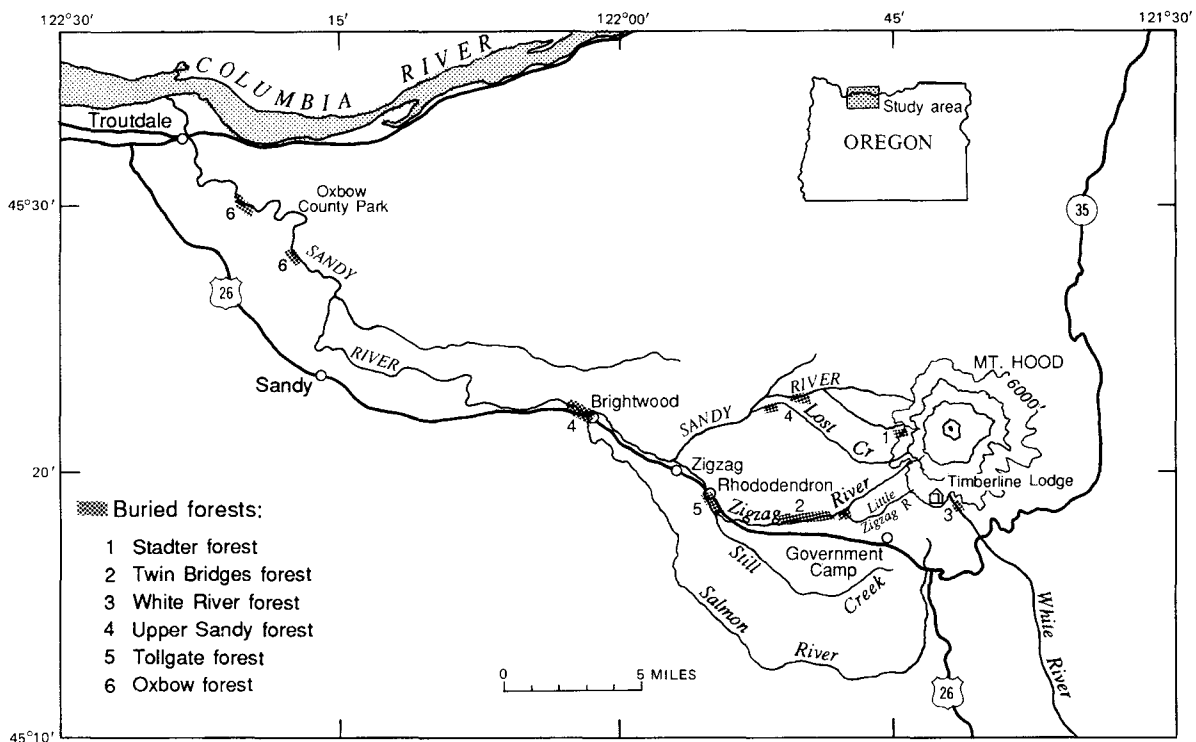 122°30′ 15′ 122°00′ 45′ 121°30′
COLUMBIA RIVER
Troutdale
Study area
OREGON
45°30′
Oxbow
County Park
6
35
6
SANDY
26
RIVER
MT. HOOD
6000'
Sandy
Brightwood
4
SANDY RIVER
4
Lost
Cr
1
20′
Zigzag
Rhododendron
5
Timberline Lodge
Zigzag River
2
Little
Zigzag R
3
Government
Camp
Still
Creek
Salmon
River
White River
Buried forests:
1 Stadter forest
2 Twin Bridges forest
3 White River forest
4 Upper Sandy forest
5 Tollgate forest
6 Oxbow forest
0 5 MILES
26
45°10′